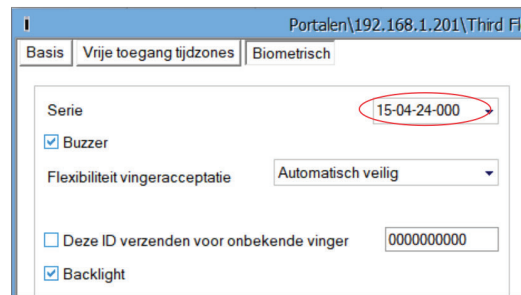 Portalen\192.168.1.201\Third Fl
Basis Vrije toegang tijdzones Biometrisch
Serie 15-04-24-000
Buzzer
Flexibiliteit vingeracceptatie Automatisch veilig
Deze ID verzenden voor onbekende vinger 0000000000
Backlight